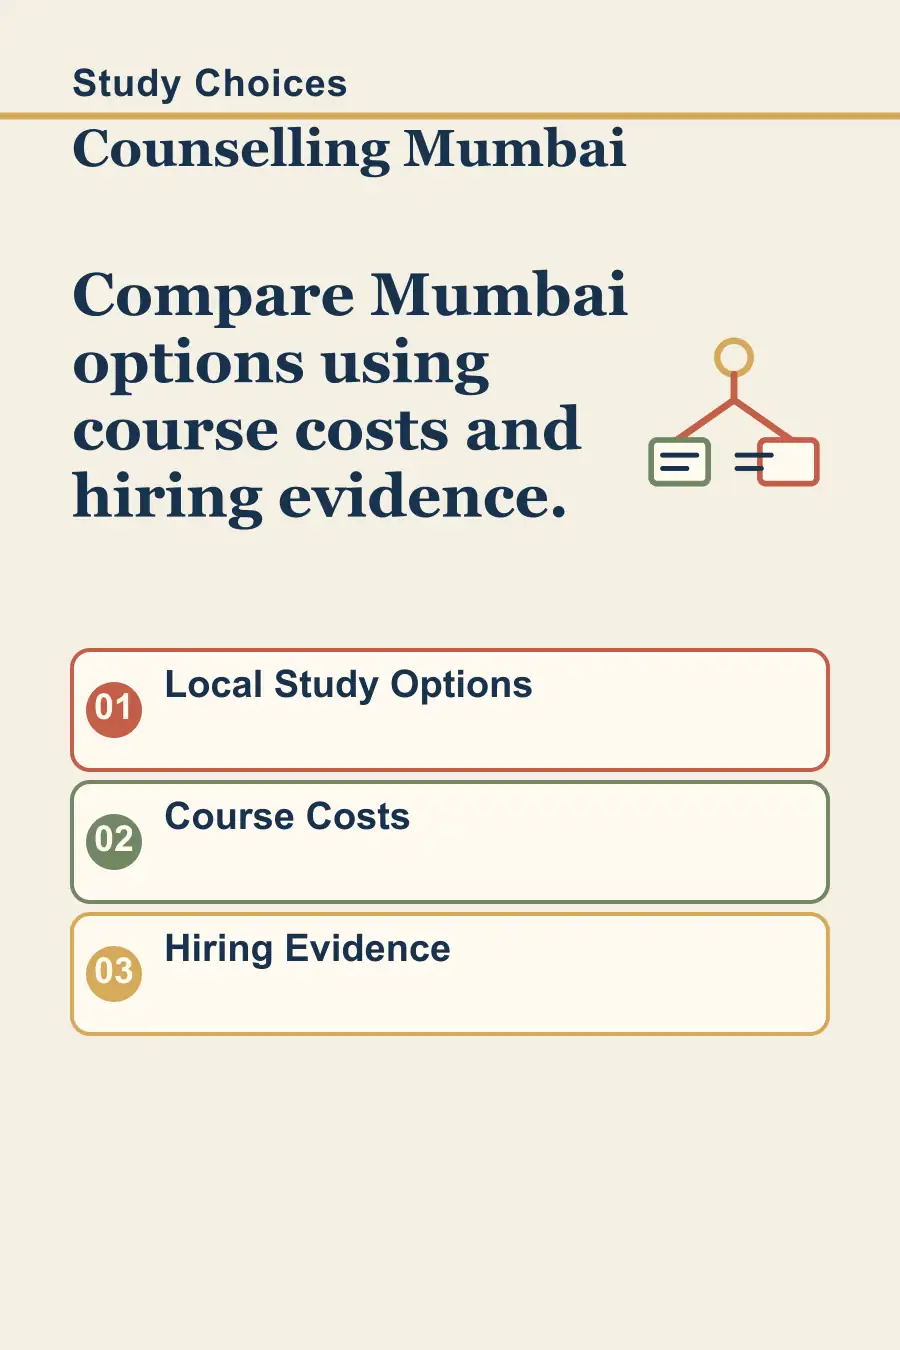 Study Choices
Counselling Mumbai
Compare Mumbai
options using
course costs and
hiring evidence.
01
Local Study Options
02
Course Costs
03
Hiring Evidence